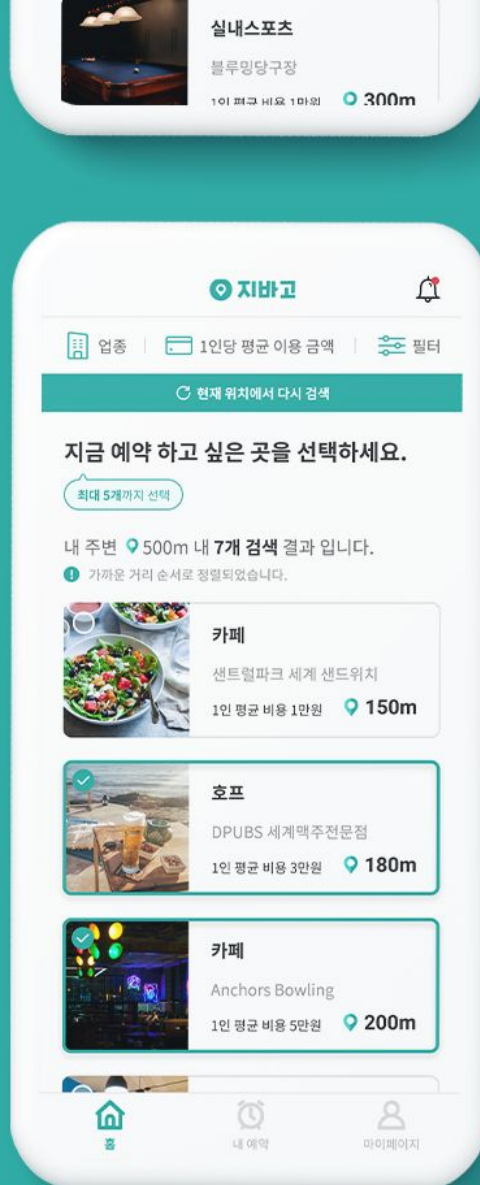 실내스포츠
블루밍당구장
1인 평균 비용 1만원 300m
지바고
업종 1인당 평균 이용 금액 필터
현재 위치에서 다시 검색
지금 예약 하고 싶은 곳을 선택하세요.
최대 5개까지 선택
내 주변 500m 내 7개 검색 결과 입니다.
가까운 거리 순서로 정렬되었습니다.
카페
샌트럴파크 세계 샌드위치
1인 평균 비용 1만원 150m
호프
DPUBS 세계맥주전문점
1인 평균 비용 3만원 180m
카페
Anchors Bowling
1인 평균 비용 5만원 200m
홈 내 예약 마이페이지